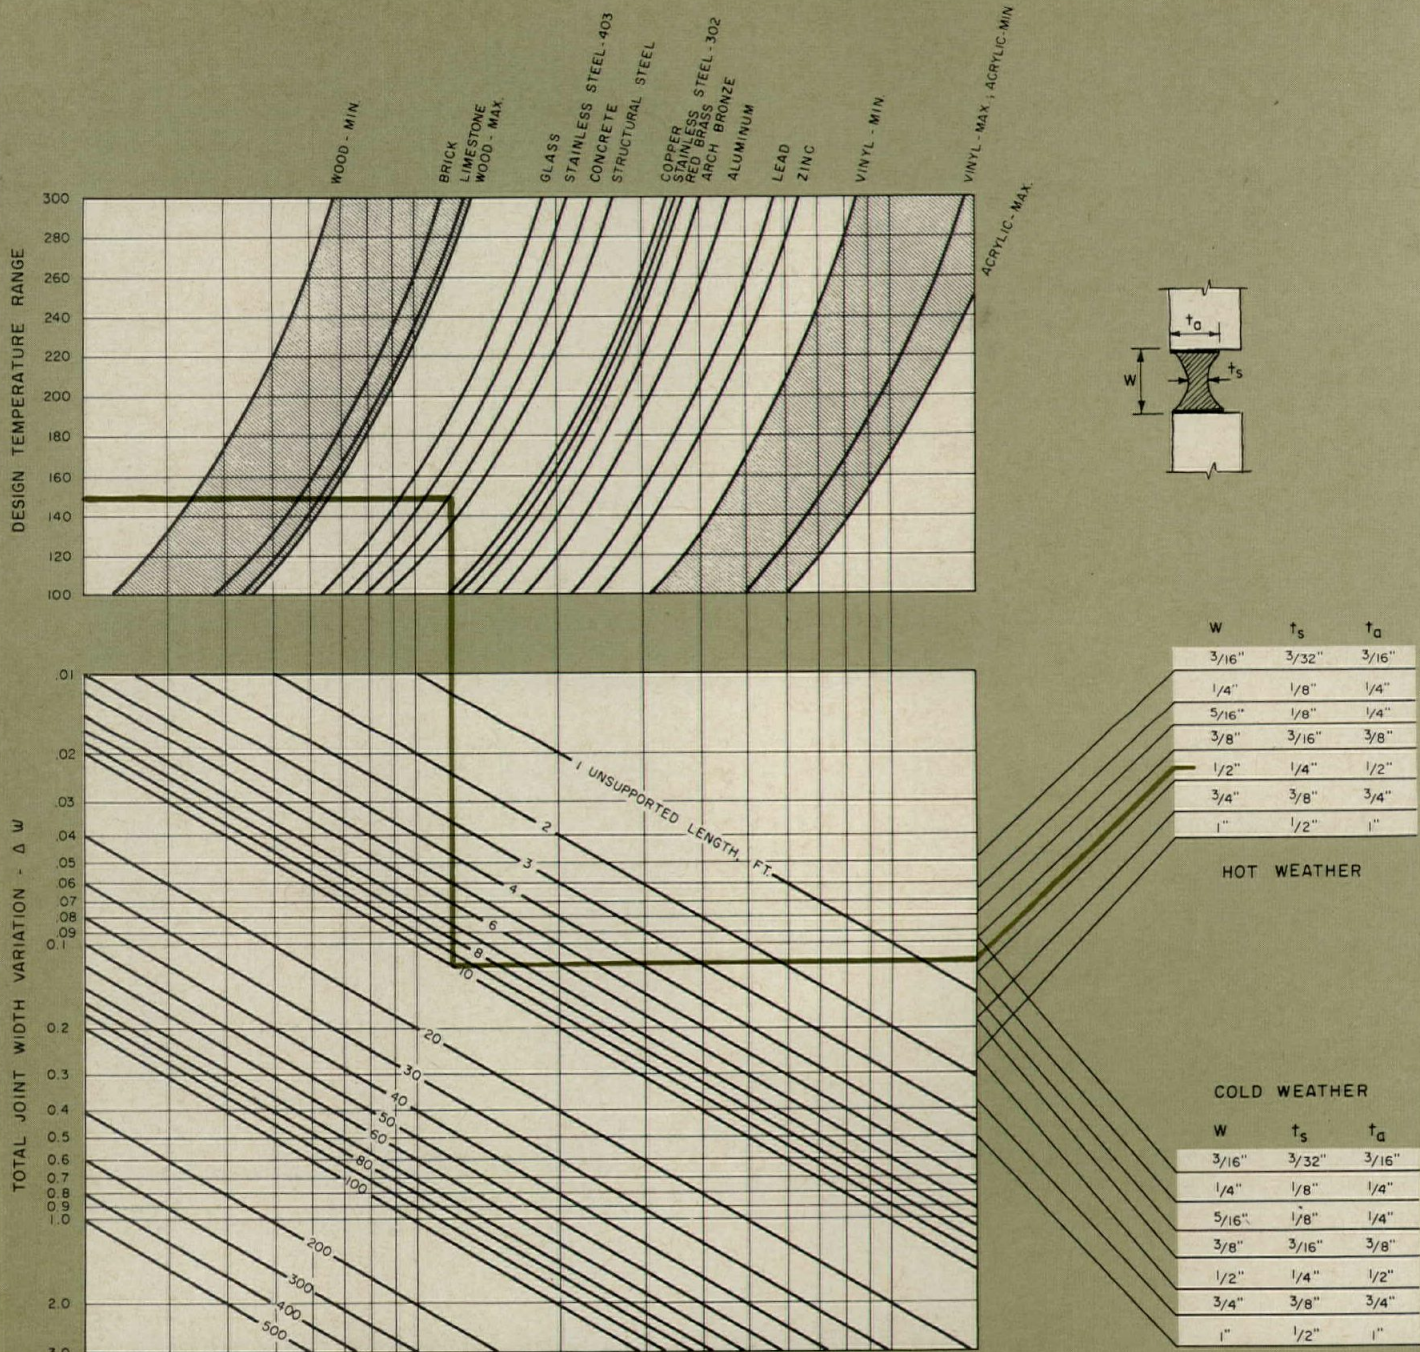 WOOD - MIN.
BRICK
LIMESTONE
WOOD - MAX.
GLASS
STAINLESS STEEL-403
CONCRETE
STRUCTURAL STEEL
COPPER
STAINLESS STEEL-302
RED BRASS
ARCH BRONZE
ALUMINUM
LEAD
ZINC
VINYL - MIN.
VINYL-MAX.; ACRYLIC-MIN
ACRYLIC-MAX.
DESIGN TEMPERATURE RANGE
300
280
260
240
220
200
180
160
140
120
100
ta
W
ts
TOTAL JOINT WIDTH VARIATION - Δ W
.01
.02
.03
.04
.05
.06
.07
.08
.09
0.1
0.2
0.3
0.4
0.5
0.6
0.7
0.8
0.9
1.0
2.0
3.0
1 UNSUPPORTED LENGTH, FT.
2
3
4
6
8
10
20
30
40
50
60
80
100
200
300
400
500
W ts ta
3/16" 3/32" 3/16"
1/4" 1/8" 1/4"
5/16" 1/8" 1/4"
3/8" 3/16" 3/8"
1/2" 1/4" 1/2"
3/4" 3/8" 3/4"
1" 1/2" 1"
HOT WEATHER
COLD WEATHER
W ts ta
3/16" 3/32" 3/16"
1/4" 1/8" 1/4"
5/16" 1/8" 1/4"
3/8" 3/16" 3/8"
1/2" 1/4" 1/2"
3/4" 3/8" 3/4"
1" 1/2" 1"